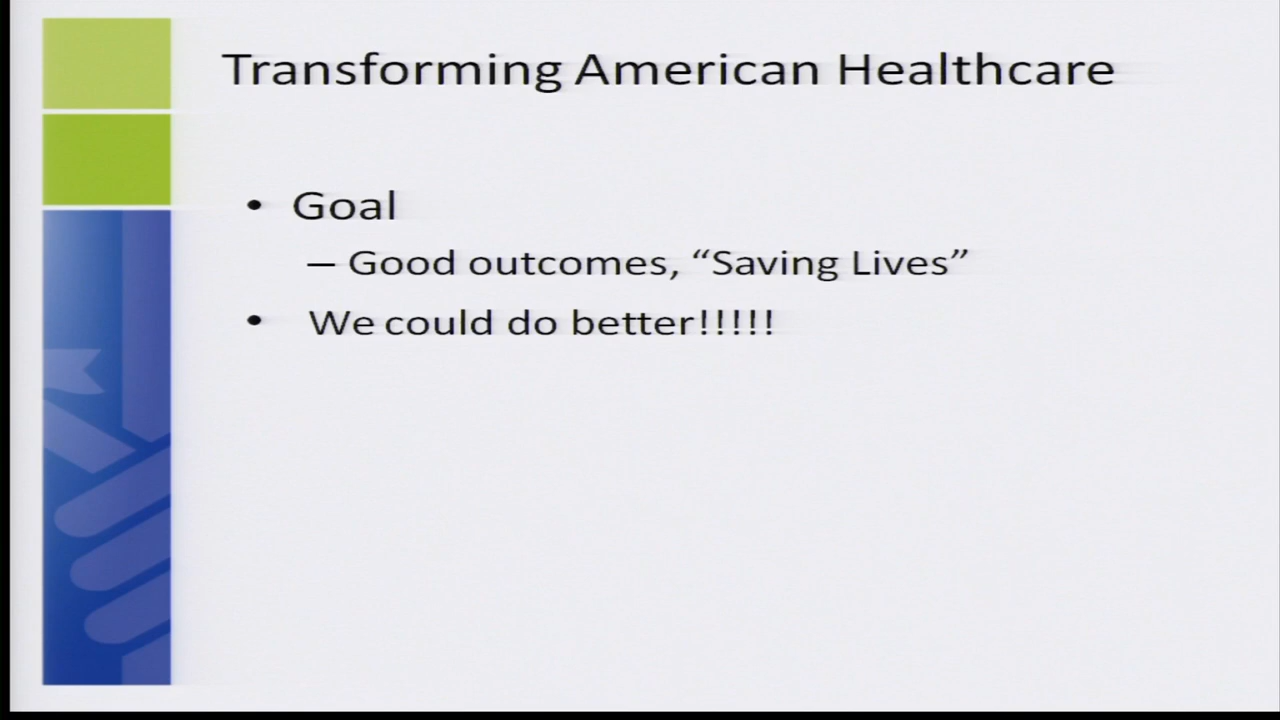 Transforming American Healthcare
• Goal
– Good outcomes, “Saving Lives”
• We could do better!!!!!